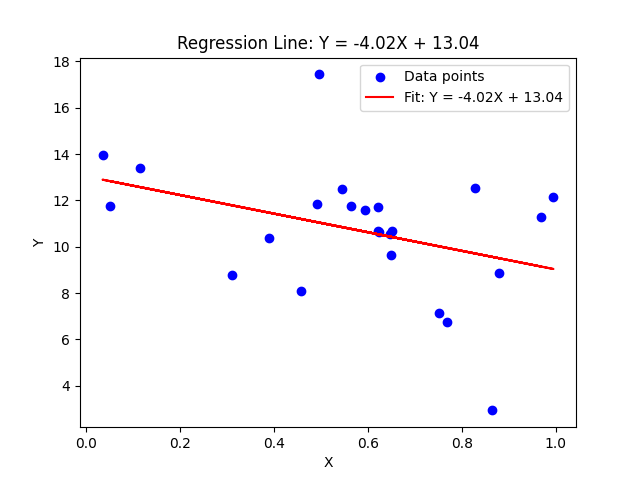 Regression Line: Y = -4.02X + 13.04
Data points
Fit: Y = -4.02X + 13.04
18
16
14
12
10
8
6
4
Y
0.0 0.2 0.4 0.6 0.8 1.0
X